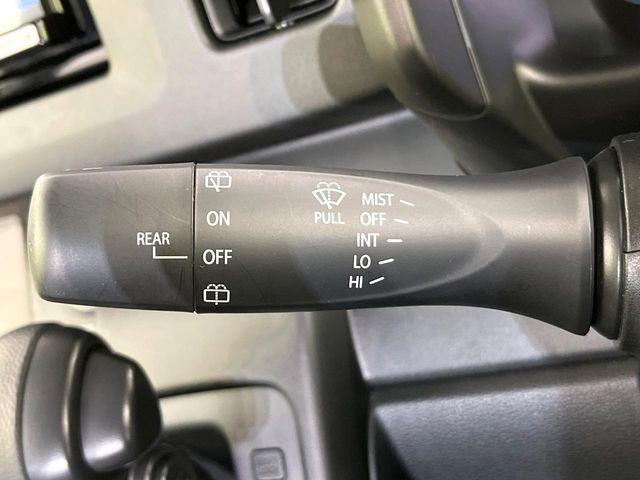 REAR
ON
OFF
PULL
MIST
OFF
INT
LO
HI